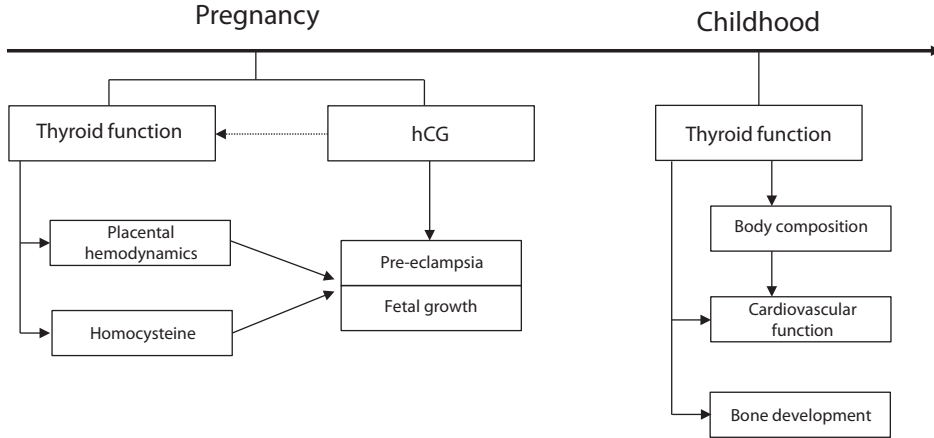 Pregnancy
Childhood
Thyroid function
hCG
Thyroid function
Placental
hemodynamics
Body composition
Pre-eclampsia
Fetal growth
Homocysteine
Cardiovascular
function
Bone development